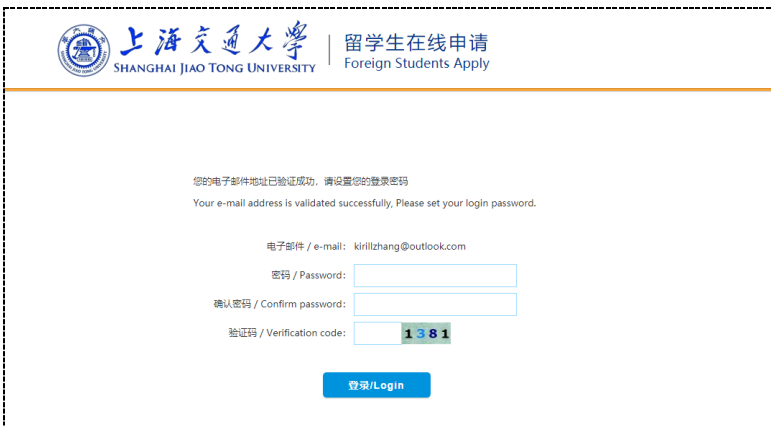 上海交通大学
SHANGHAI JIAO TONG UNIVERSITY
留学生在线申请
Foreign Students Apply
您的电子邮件地址已验证成功，请设置您的登录密码
Your e-mail address is validated successfully, Please set your login password.
电子邮件 / e-mail： kirillzhang@outlook.com
密码 / Password：
确认密码 / Confirm password：
验证码 / Verification code： 1381
登录/Login